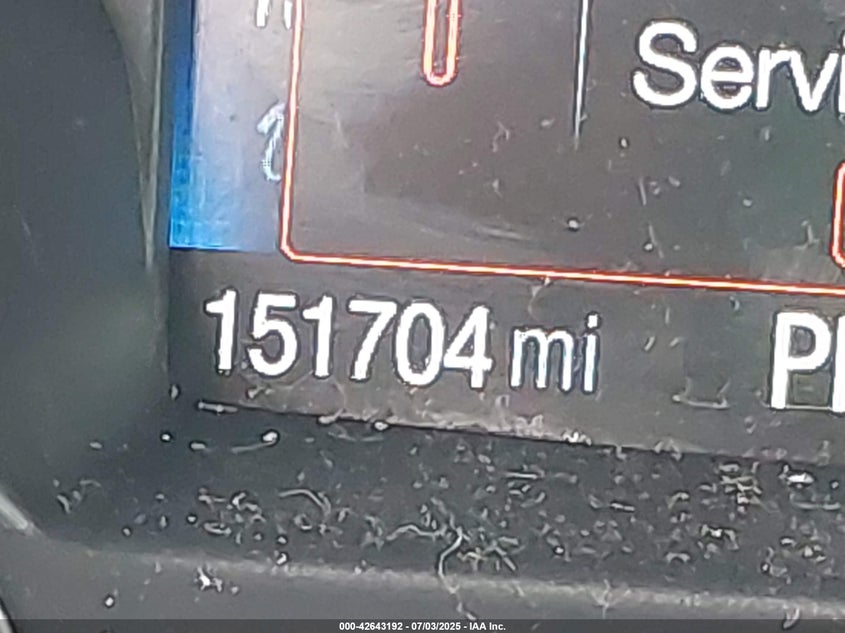 Servi
151704 mi
000-42643192 - 07/03/2025 - IAA Inc.